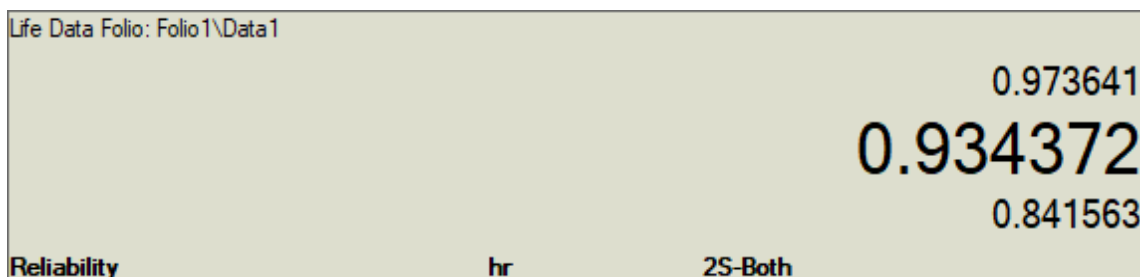 Life Data Folio: Folio1\Data1
0.973641
0.934372
0.841563
Reliability hr 2S-Both